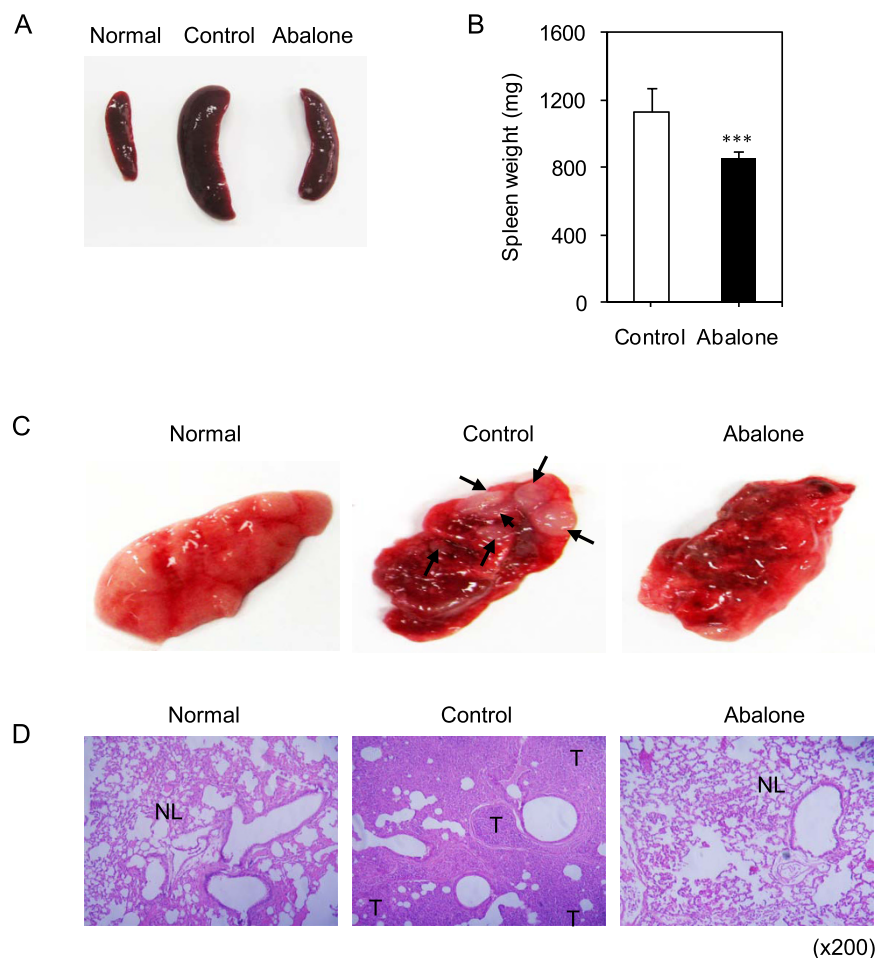 A
Normal Control Abalone
B
Spleen weight (mg)
1600
1200
800
400
0
***
Control Abalone
C
Normal Control Abalone
D
Normal Control Abalone
NL
T
T
T
T
NL
(x200)